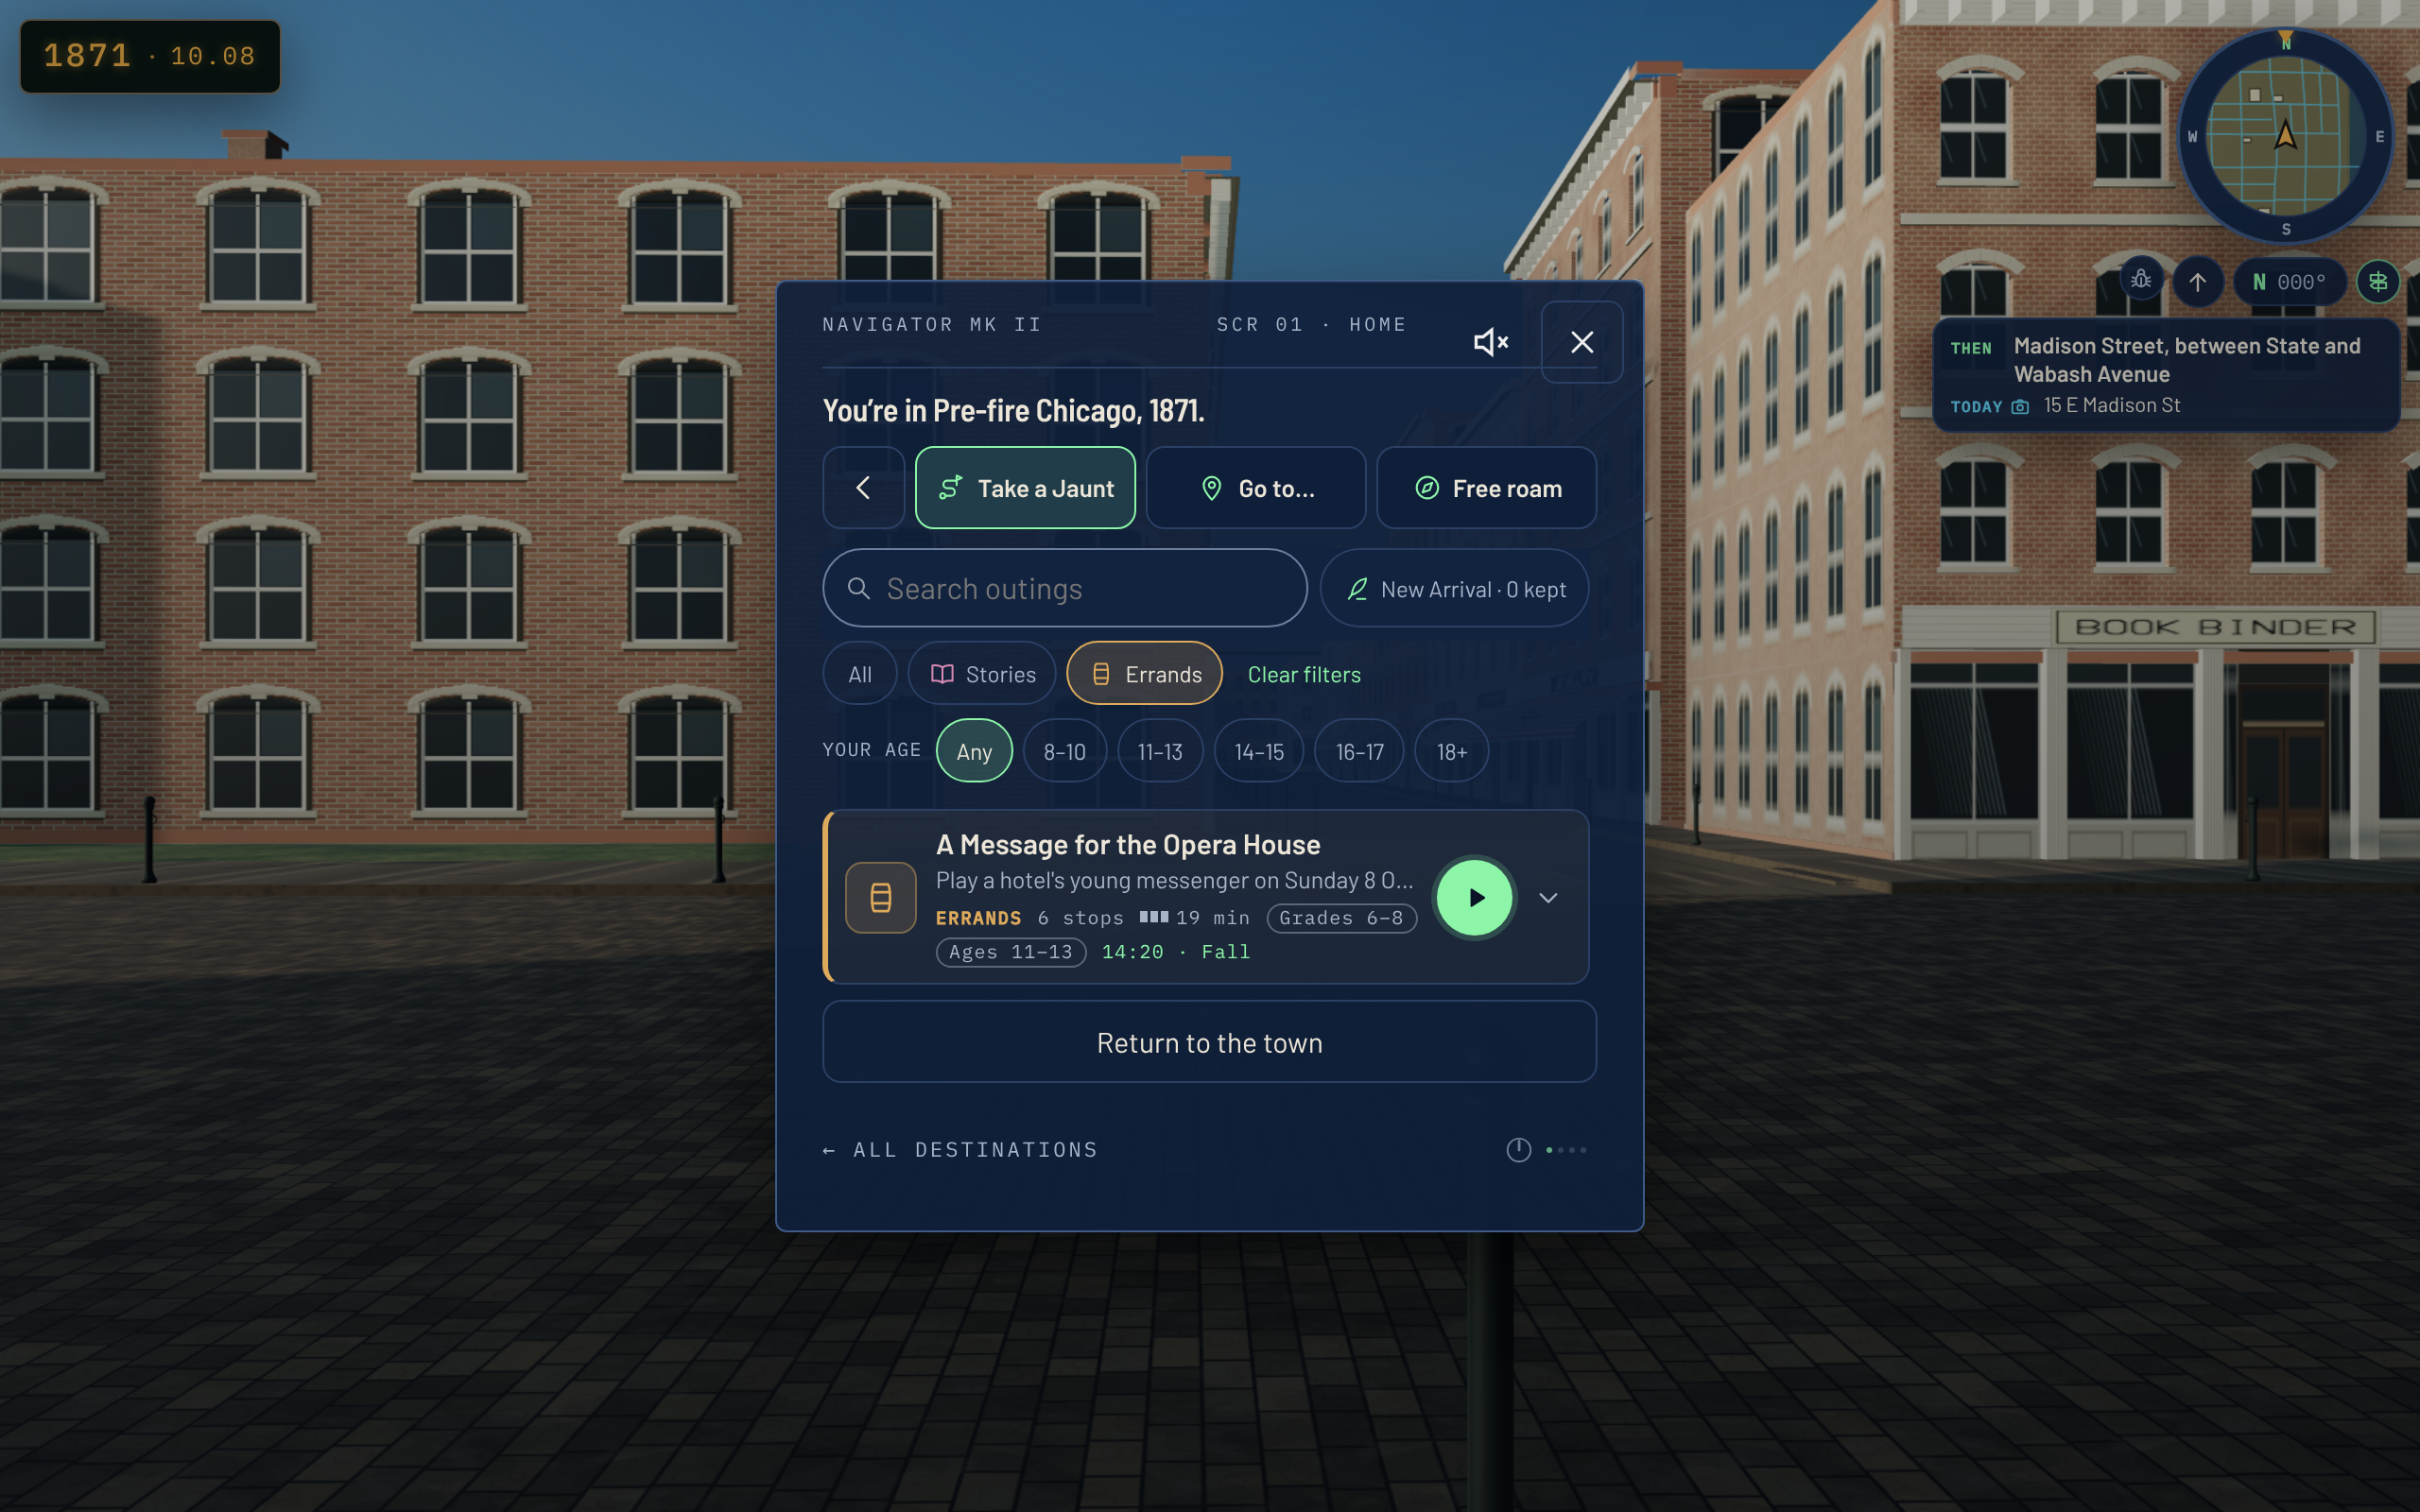 1871 · 10.08
N
W
E
S
N 000°
THEN Madison Street, between State and
Wabash Avenue
TODAY 15 E Madison St
BOOK BINDER
NAVIGATOR MK II
SCR 01 · HOME
You're in Pre-fire Chicago, 1871.
Take a Jaunt
Go to...
Free roam
Search outings
New Arrival · 0 kept
All
Stories
Errands
Clear filters
YOUR AGE
Any
8–10
11–13
14–15
16–17
18+
A Message for the Opera House
Play a hotel's young messenger on Sunday 8 O...
ERRANDS 6 stops 19 min Grades 6–8
Ages 11–13 14:20 · Fall
Return to the town
← ALL DESTINATIONS